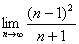 lim n→∞ (n−1)² / (n+1)